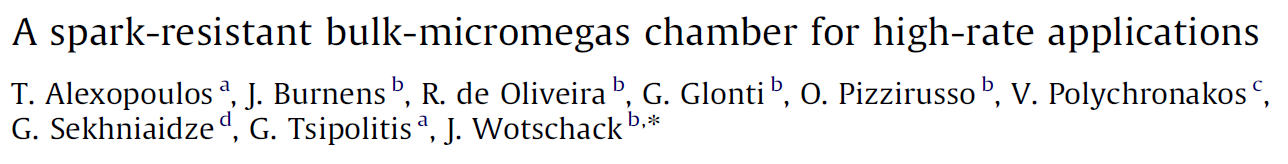 A spark-resistant bulk-micromegas chamber for high-rate applications
T. Alexopoulos a, J. Burnens b, R. de Oliveira b, G. Glonti b, O. Pizzirusso b, V. Polychronakos c,
G. Sekhniaidze d, G. Tsipolitis a, J. Wotschack b,*